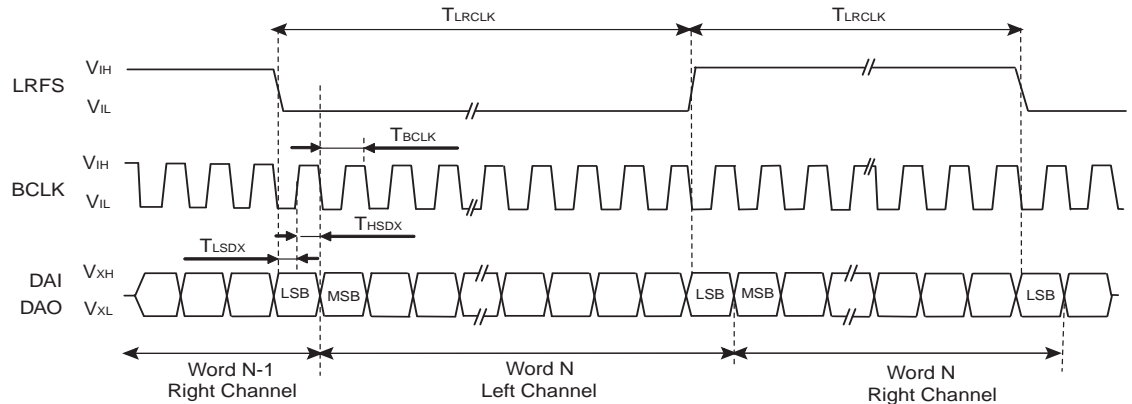 TLRCLK TLRCLK
LRFS VIH
VIL
TBCLK
BCLK VIH
VIL
THSDX
TLSDX
DAI VXH
DAO VXL
LSB MSB LSB MSB LSB
Word N-1 Word N Word N
Right Channel Left Channel Right Channel